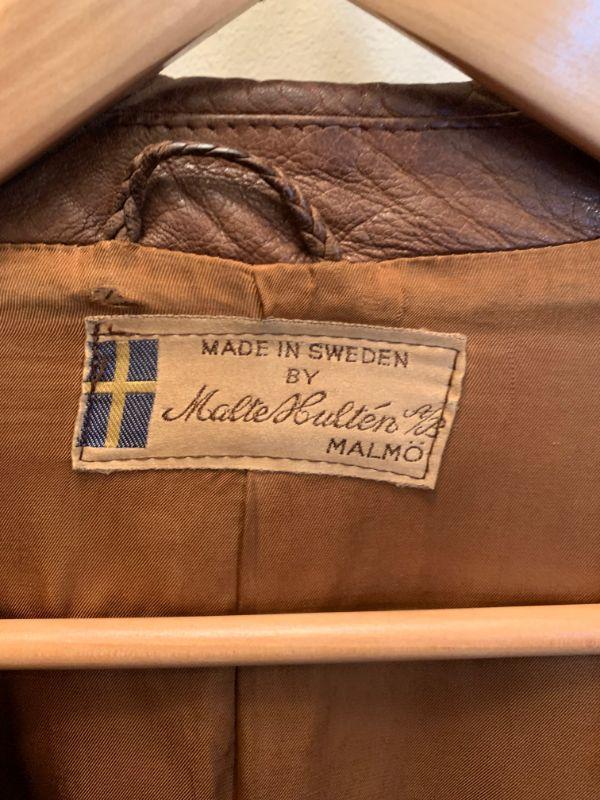 MADE IN SWEDEN
BY
Malte Hultén A/B
MALMÖ